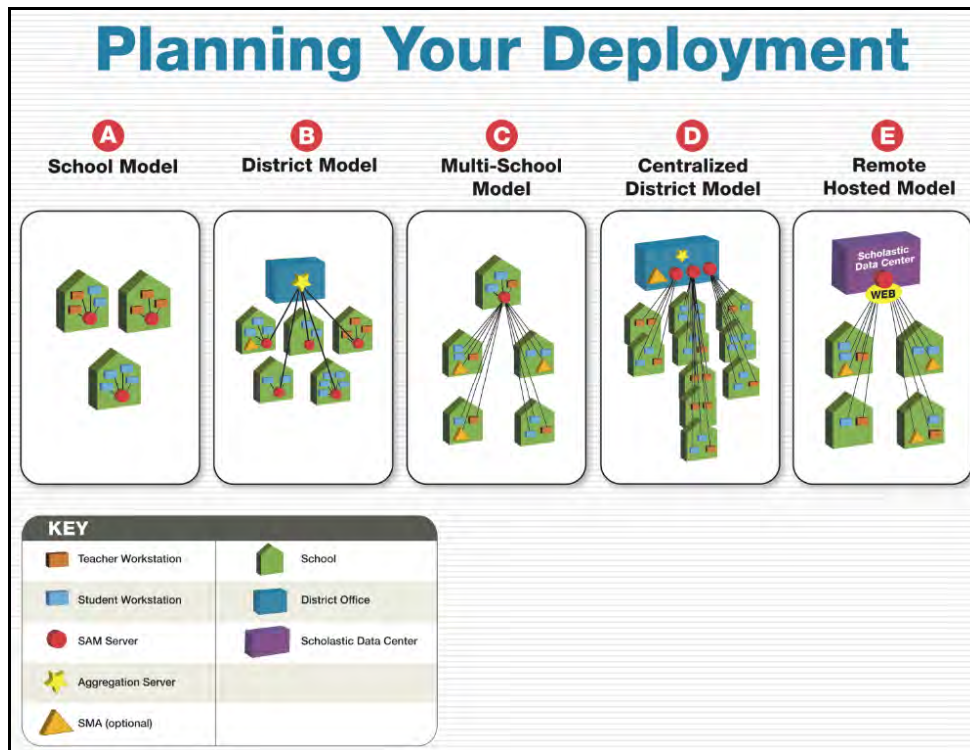 Planning Your Deployment
A
School Model
B
District Model
C
Multi-School
Model
D
Centralized
District Model
E
Remote
Hosted Model
Scholastic
Data Center
WEB
KEY
Teacher Workstation
School
Student Workstation
District Office
SAM Server
Scholastic Data Center
Aggregation Server
SMA (optional)